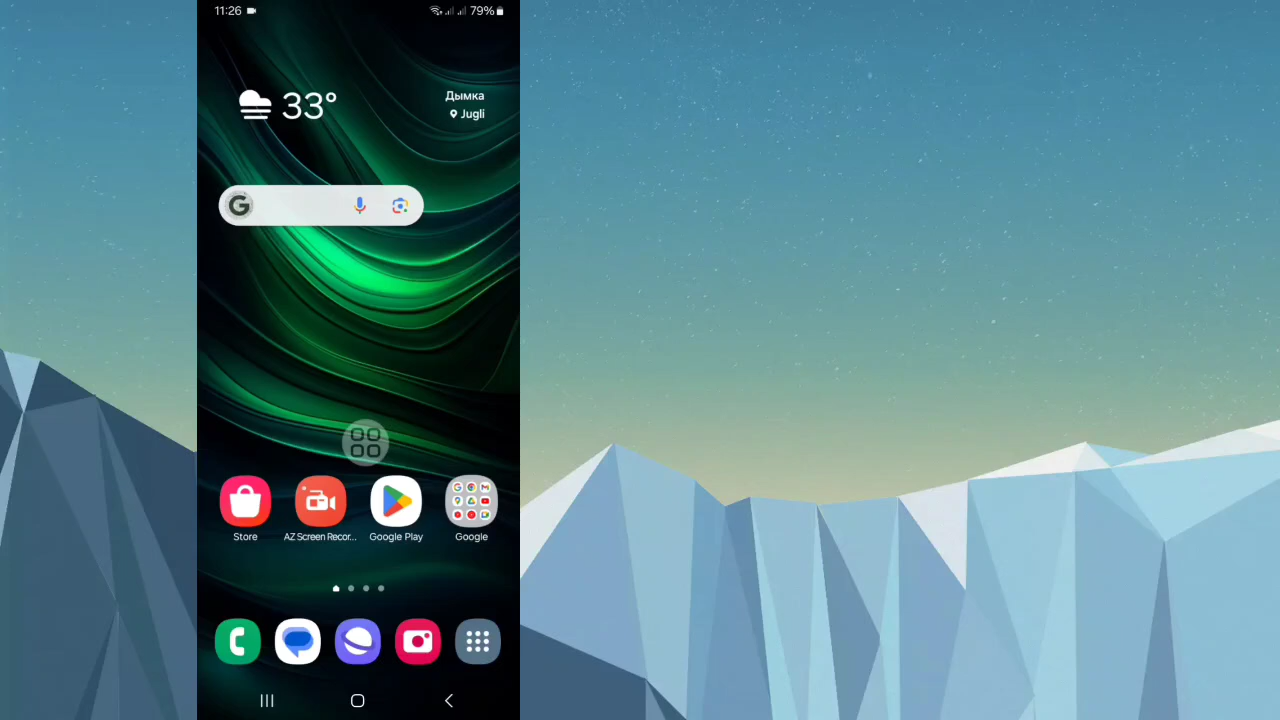 11:26
79%
33°
Дымка
Jugli
Store
AZ Screen Recor...
Google Play
Google